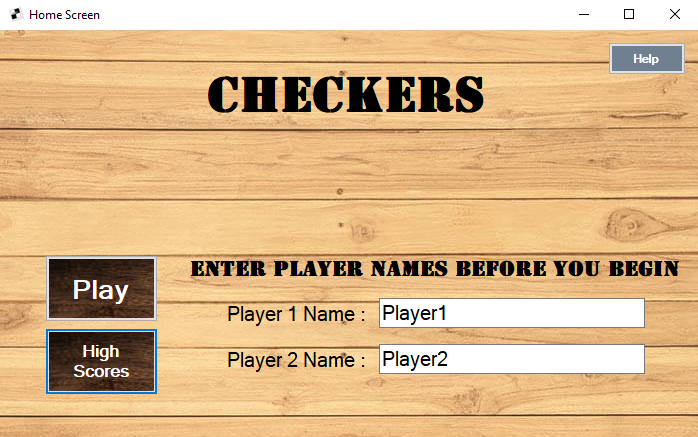 Home Screen
Help
CHECKERS
ENTER PLAYER NAMES BEFORE YOU BEGIN
Play
Player 1 Name : Player1
High
Scores
Player 2 Name : Player2